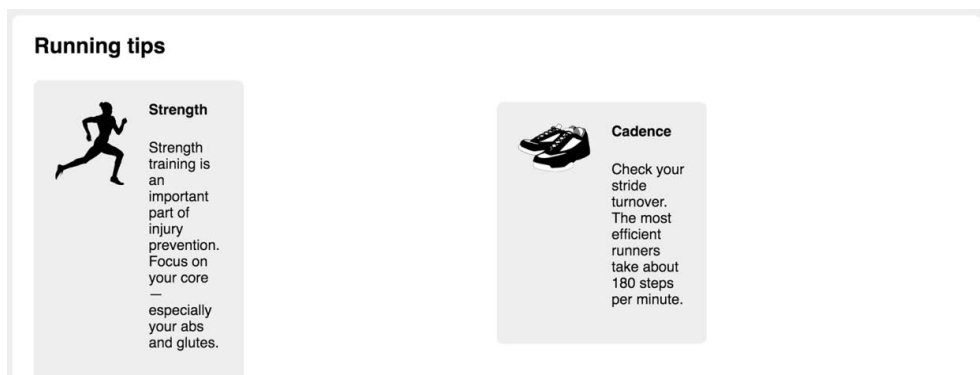 Running tips
Strength
Strength
training is
an
important
part of
injury
prevention.
Focus on
your core
—
especially
your abs
and glutes.
Cadence
Check your
stride
turnover.
The most
efficient
runners
take about
180 steps
per minute.